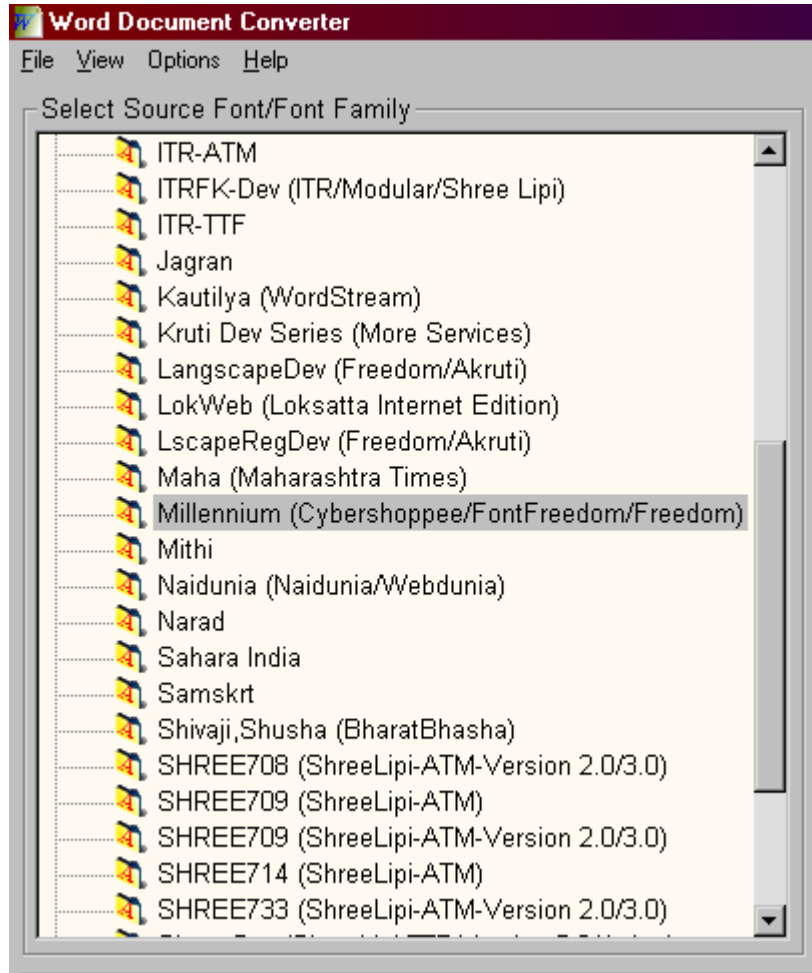 Word Document Converter
File View Options Help
Select Source Font/Font Family
ITR-ATM
ITRFK-Dev (ITR/Modular/Shree Lipi)
ITR-TTF
Jagran
Kautilya (WordStream)
Kruti Dev Series (More Services)
LangscapeDev (Freedom/Akruti)
LokWeb (Loksatta Internet Edition)
LscapeRegDev (Freedom/Akruti)
Maha (Maharashtra Times)
Millennium (Cybershoppee/FontFreedom/Freedom)
Mithi
Naidunia (Naidunia/Webdunia)
Narad
Sahara India
Samskrt
Shivaji,Shusha (BharatBhasha)
SHREE708 (ShreeLipi-ATM-Version 2.0/3.0)
SHREE709 (ShreeLipi-ATM)
SHREE709 (ShreeLipi-ATM-Version 2.0/3.0)
SHREE714 (ShreeLipi-ATM)
SHREE733 (ShreeLipi-ATM-Version 2.0/3.0)